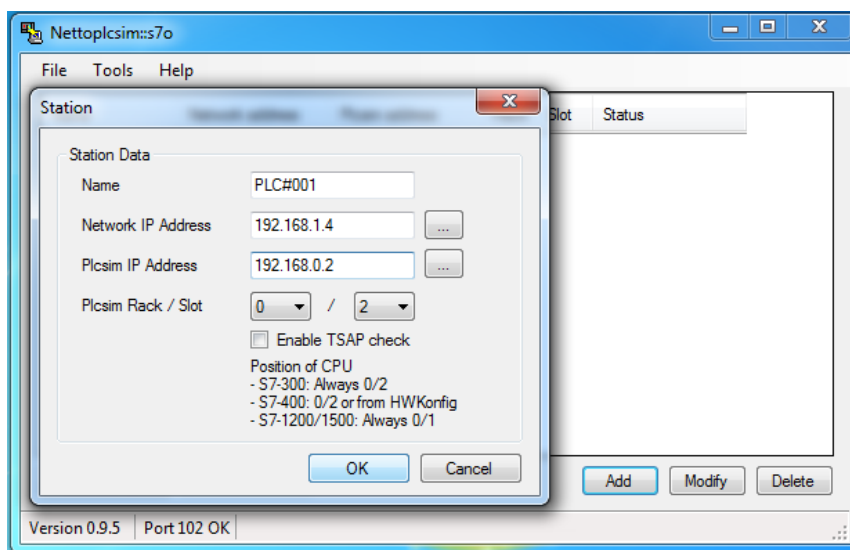 Nettoplcsim::s7o
File Tools Help
Station
Slot Status
Station Data
Name PLC#001
Network IP Address 192.168.1.4 ...
Plcsim IP Address 192.168.0.2 ...
Plcsim Rack / Slot 0 / 2
Enable TSAP check
Position of CPU
- S7-300: Always 0/2
- S7-400: 0/2 or from HWKonfig
- S7-1200/1500: Always 0/1
OK Cancel
Add Modify Delete
Version 0.9.5 Port 102 OK